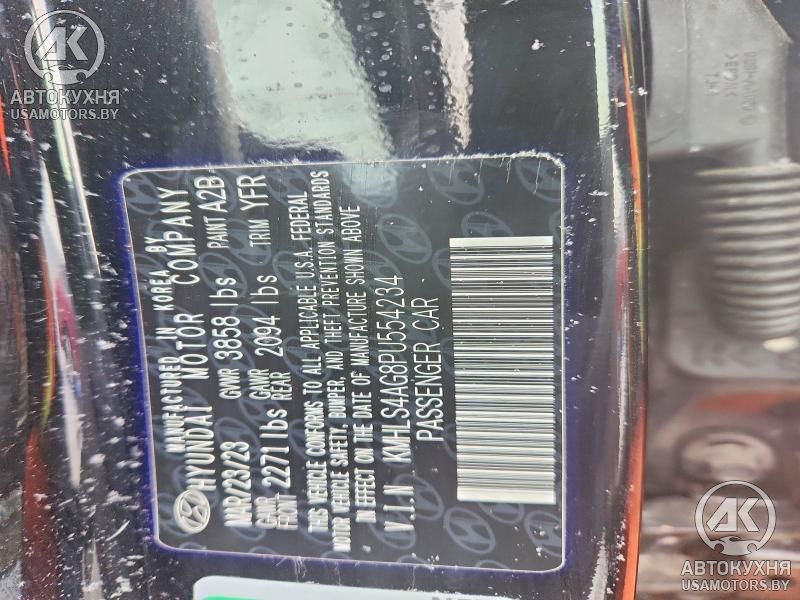 АК
АВТОКУХНЯ
USAMOTORS.BY
MANUFACTURED IN KOREA BY
HYUNDAI MOTOR COMPANY
MAR/23/23 GVWR 3858 lbs PAINT A2B
GAWR FRONT 2271 lbs GAWR REAR 2094 lbs TRIM YFR
THIS VEHICLE CONFORMS TO ALL APPLICABLE U.S.A. FEDERAL
MOTOR VEHICLE SAFETY, BUMPER, AND THEFT PREVENTION STANDARDS
IN EFFECT ON THE DATE OF MANUFACTURE SHOWN ABOVE
V.I.N KMHLS4AG8PU554234
PASSENGER CAR
АК
АВТОКУХНЯ
USAMOTORS.BY